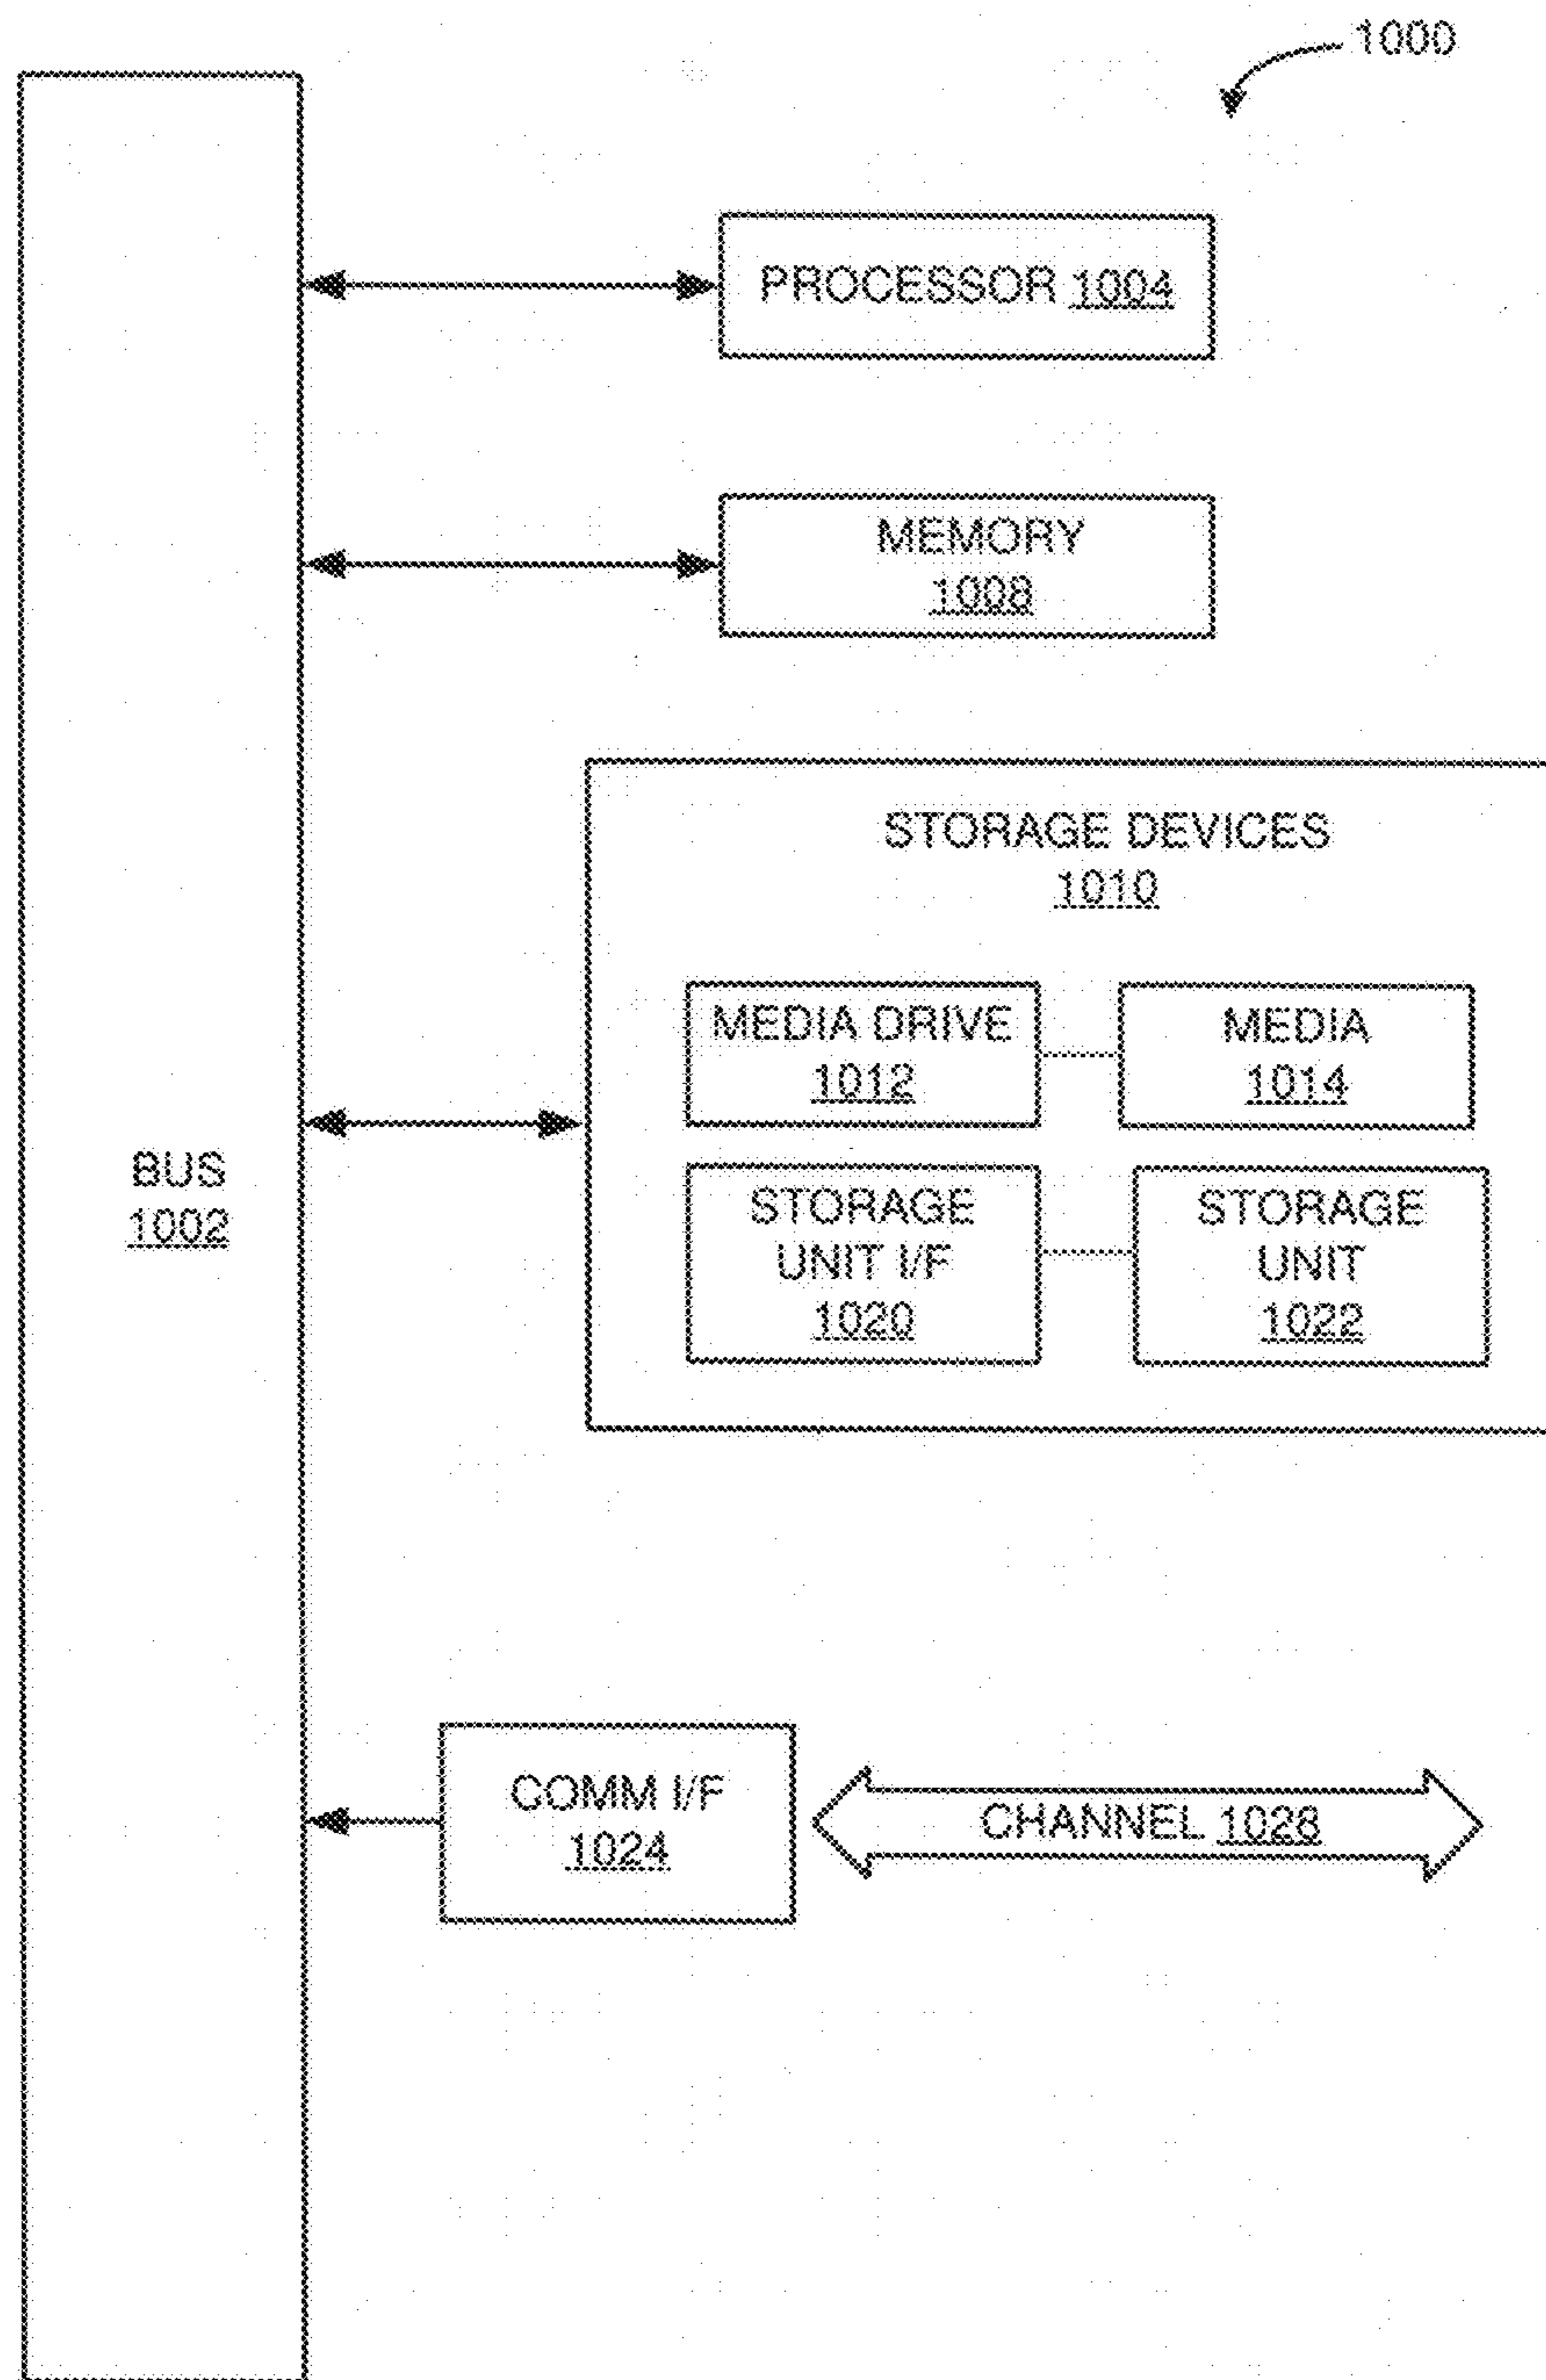 1000
PROCESSOR 1004
MEMORY
1008
STORAGE DEVICES
1010
MEDIA DRIVE
1012
MEDIA
1014
BUS
1002
STORAGE
UNIT I/F
1020
STORAGE
UNIT
1022
COMM I/F
1024
CHANNEL 1028